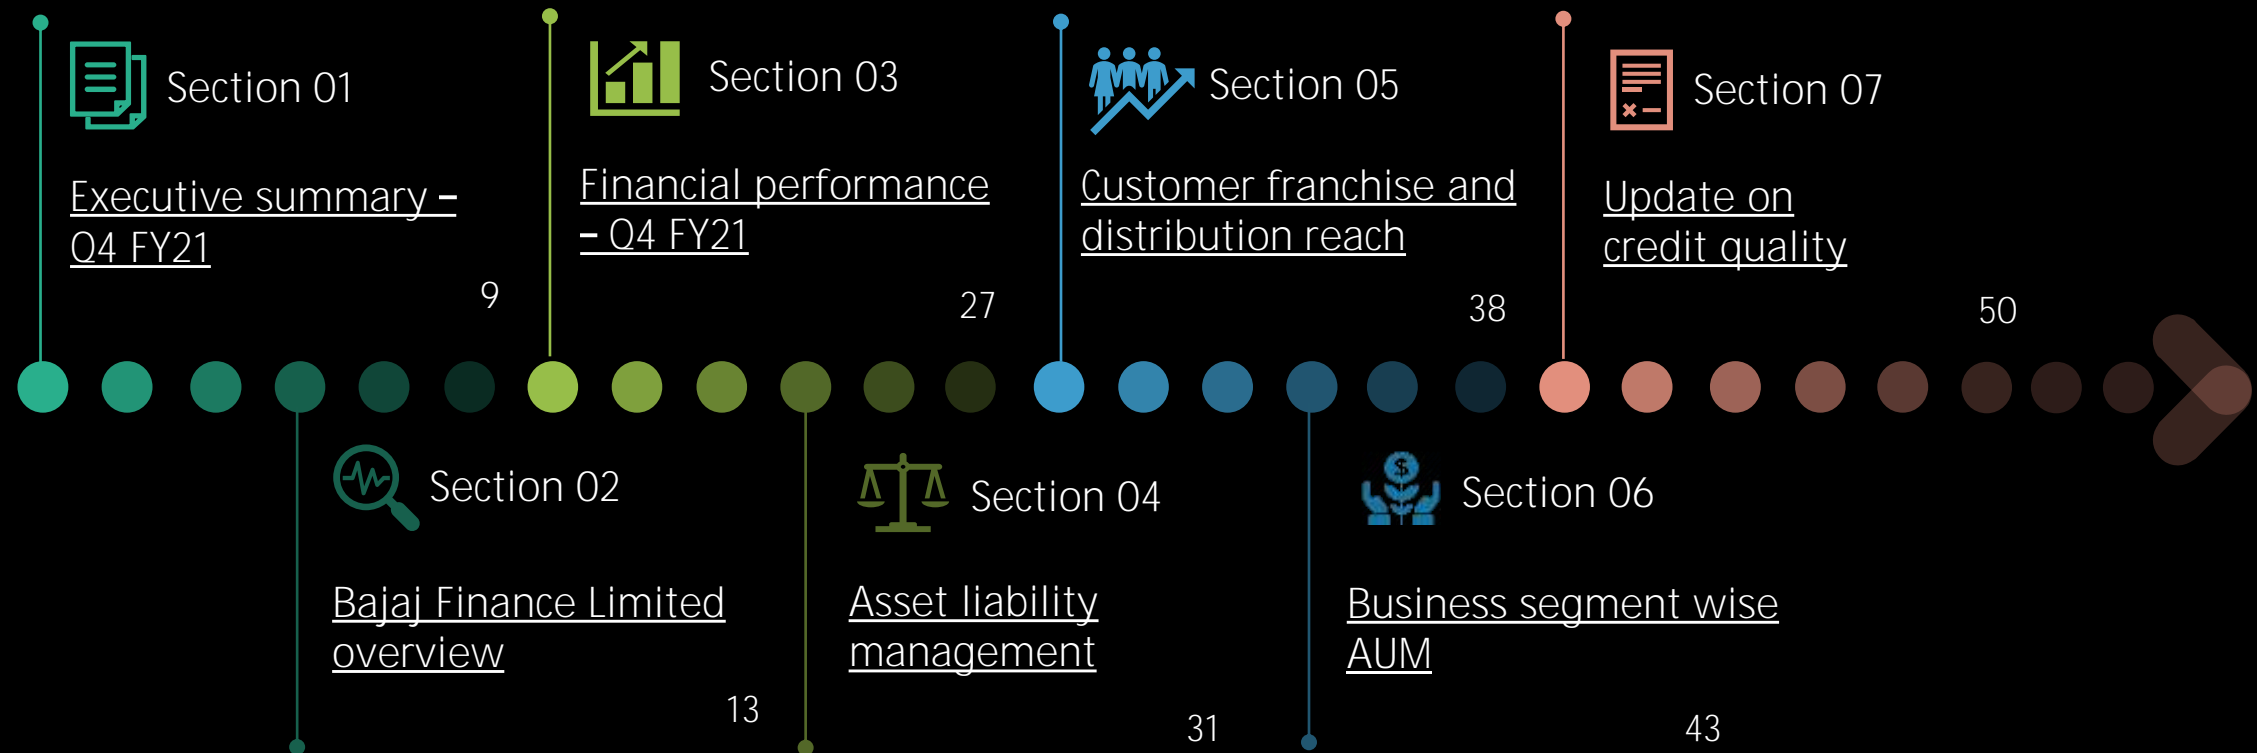 Section 01
Executive summary –
Q4 FY21
9
Section 02
Bajaj Finance Limited
overview
13
Section 03
Financial performance
– Q4 FY21
27
Section 04
Asset liability
management
31
Section 05
Customer franchise and
distribution reach
38
Section 06
Business segment wise
AUM
43
Section 07
Update on
credit quality
50